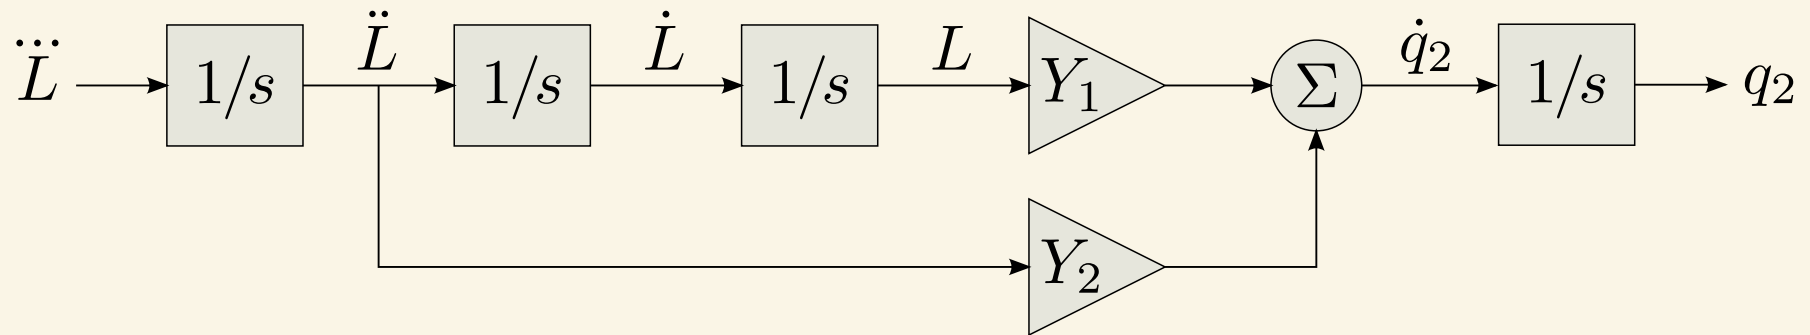 L⃛ 1/s L̈ 1/s L̇ 1/s L Y₁ Σ q̇₂ 1/s q₂
Y₂